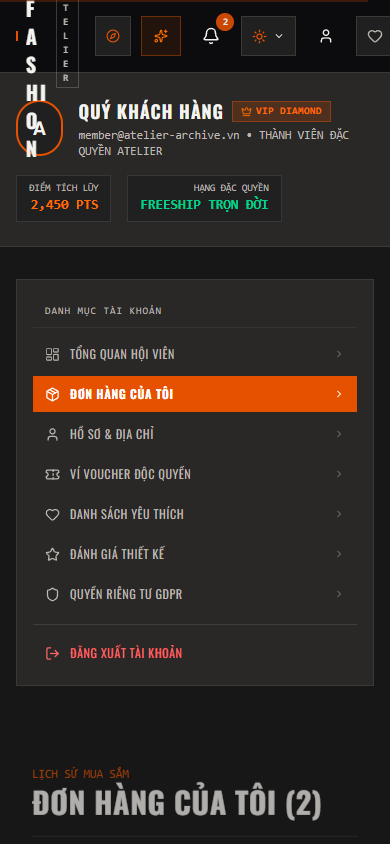 FASHION
TELIER
2
A
QUÝ KHÁCH HÀNG
VIP DIAMOND
member@atelier-archive.vn • THÀNH VIÊN ĐẶC
QUYỀN ATELIER
ĐIỂM TÍCH LŨY
2,450 PTS
HẠNG ĐẶC QUYỀN
FREESHIP TRỌN ĐỜI
DANH MỤC TÀI KHOẢN
TỔNG QUAN HỘI VIÊN
ĐƠN HÀNG CỦA TÔI
HỒ SƠ & ĐỊA CHỈ
VÍ VOUCHER ĐỘC QUYỀN
DANH SÁCH YÊU THÍCH
ĐÁNH GIÁ THIẾT KẾ
QUYỀN RIÊNG TƯ GDPR
ĐĂNG XUẤT TÀI KHOẢN
LỊCH SỬ MUA SẮM
ĐƠN HÀNG CỦA TÔI (2)